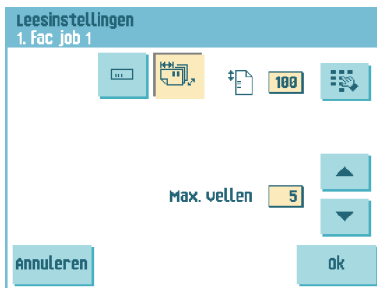 Leesinstellingen
1. Fac job 1
100
Max. vellen 5
Annuleren Ok